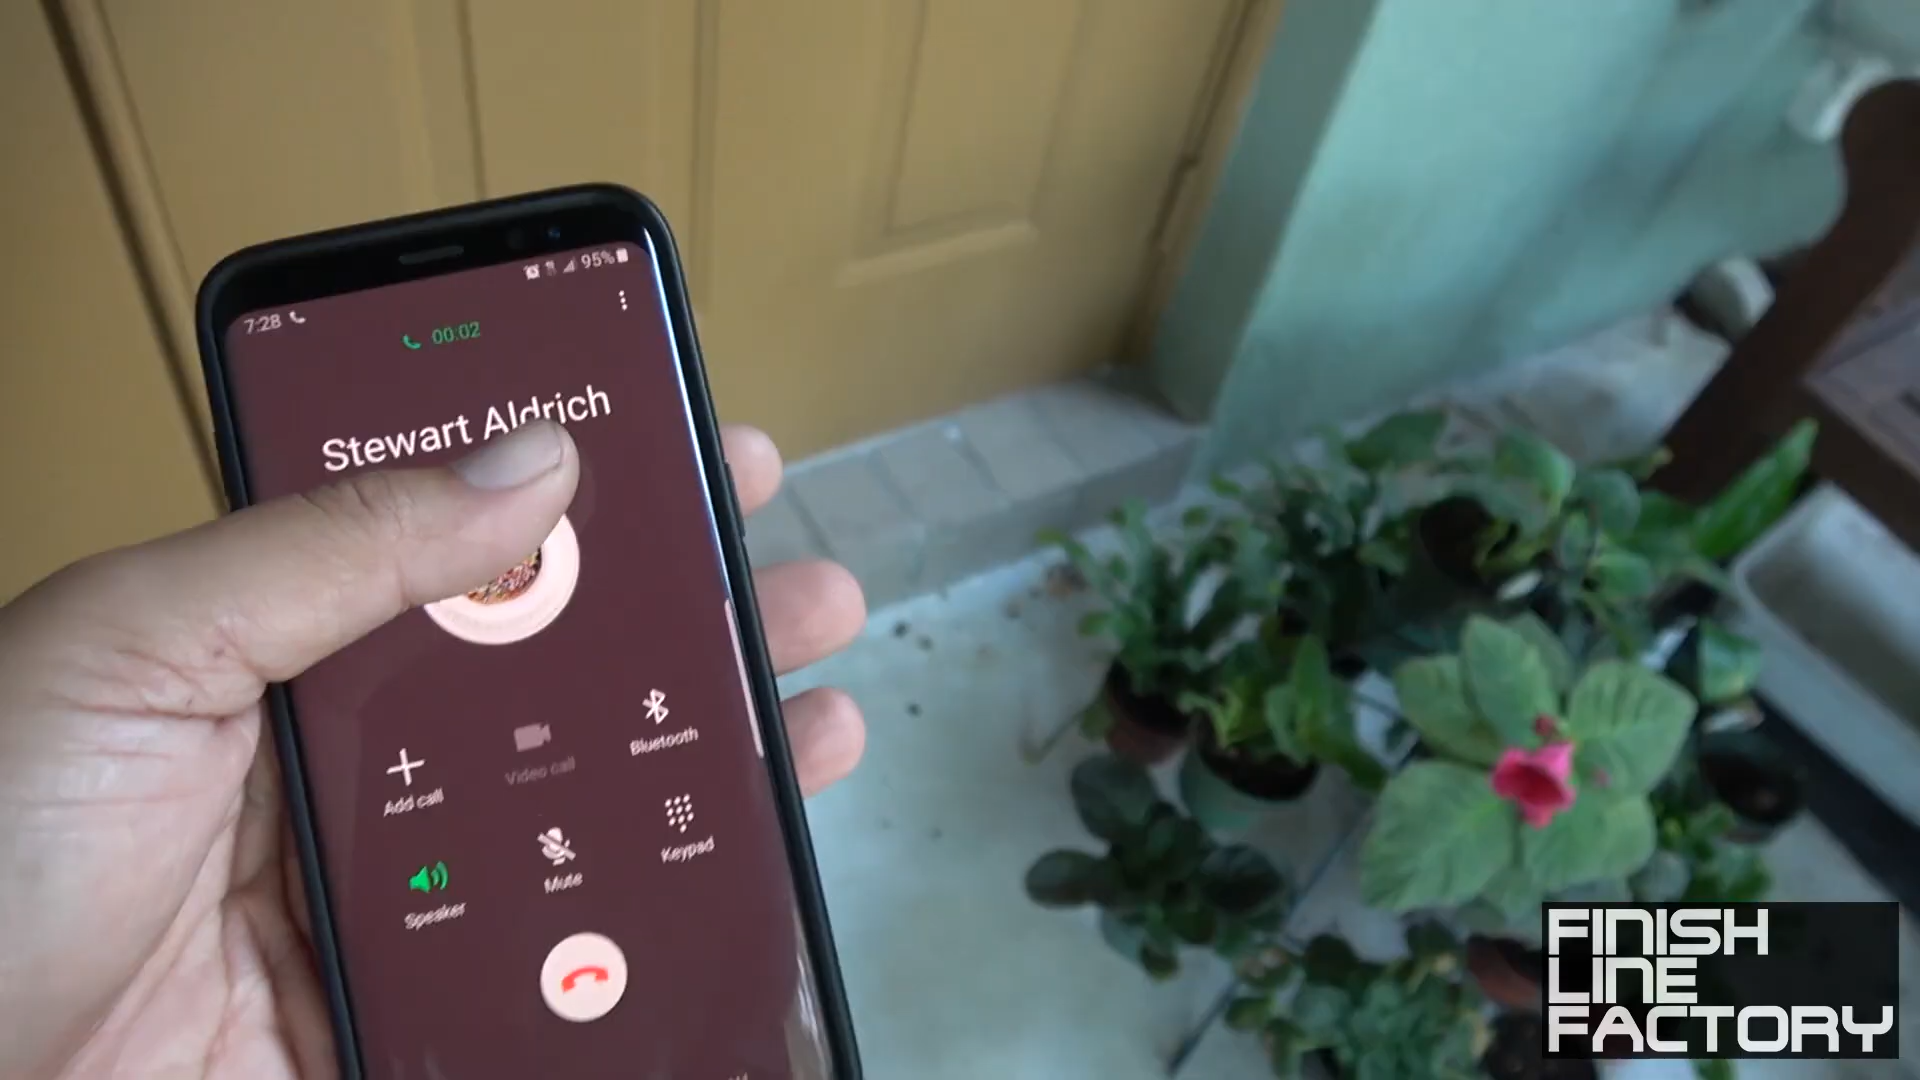 7:28
95%
00:02
Stewart Aldrich
Add call
Video call
Bluetooth
Speaker
Mute
Keypad
FINISH
LINE
FACTORY